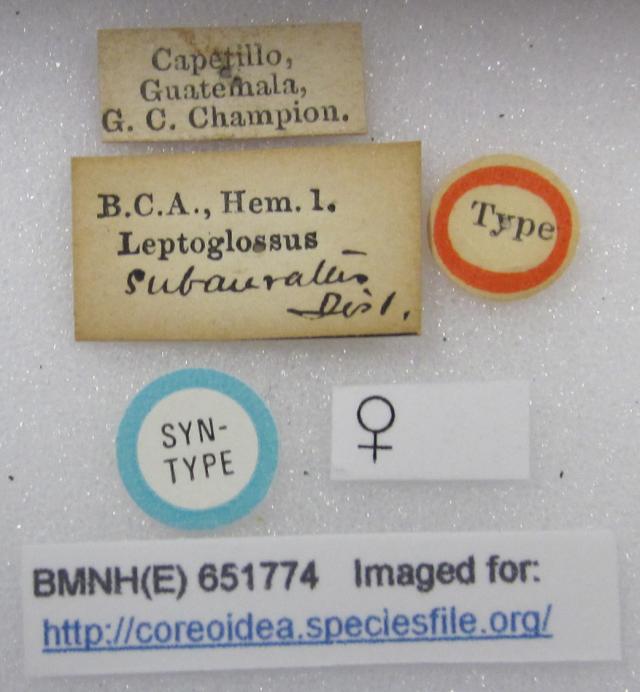 Capetillo,
Guatemala,
G. C. Champion.
B.C.A., Hem. 1.
Leptoglossus
subauratus
Dist.
Type
SYN-
TYPE
♀
BMNH(E) 651774 Imaged for:
http://coreoidea.speciesfile.org/